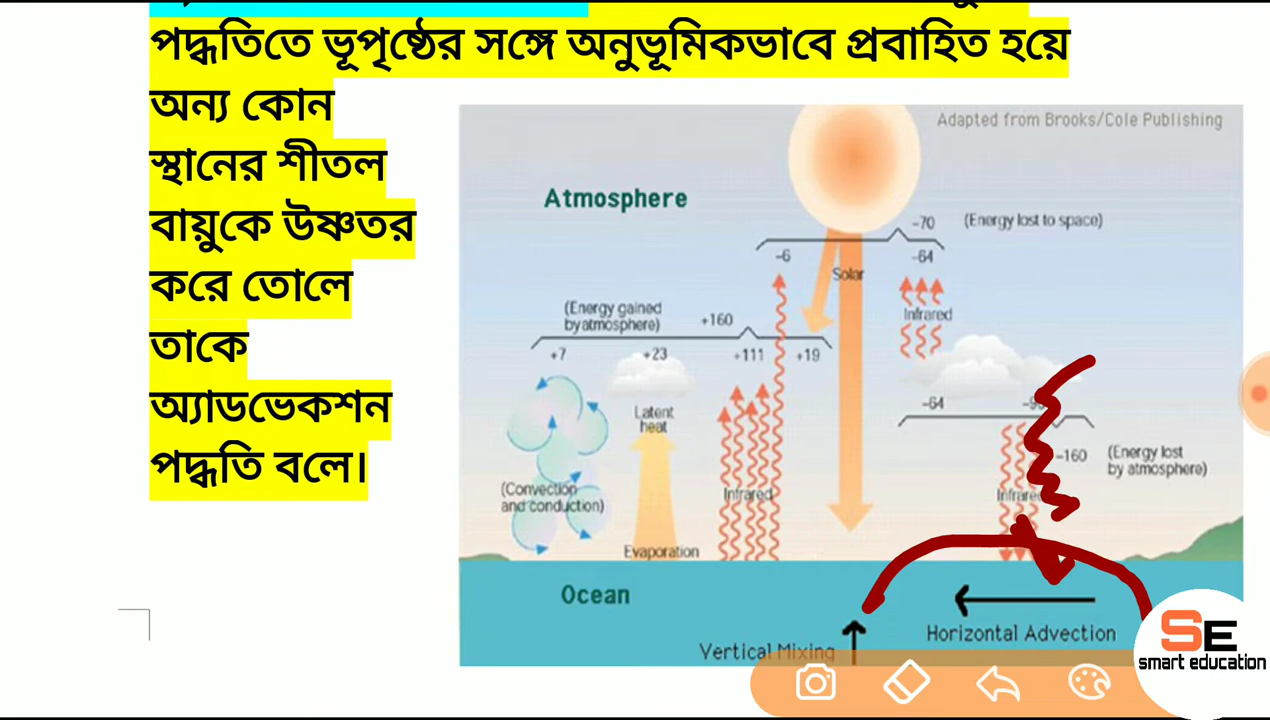 পদ্ধতিতে ভূপৃষ্ঠের সঙ্গে অনুভূমিকভাবে প্রবাহিত হয়ে
অন্য কোন
স্থানের শীতল
বায়ুকে উষ্ণতর
করে তোলে
তাকে
অ্যাডভেকশন
পদ্ধতি বলে।
Adapted from Brooks/Cole Publishing
Atmosphere
-70 (Energy lost to space)
-6 -64
Solar
(Energy gained
by atmosphere)
+160
Infrared
+7 +23 +111 +19
Latent
heat
-64
-160 (Energy lost
by atmosphere)
(Convection
and conduction)
Infrared
Infrared
Evaporation
Ocean
Horizontal Advection
Vertical Mixing
SE
smart education